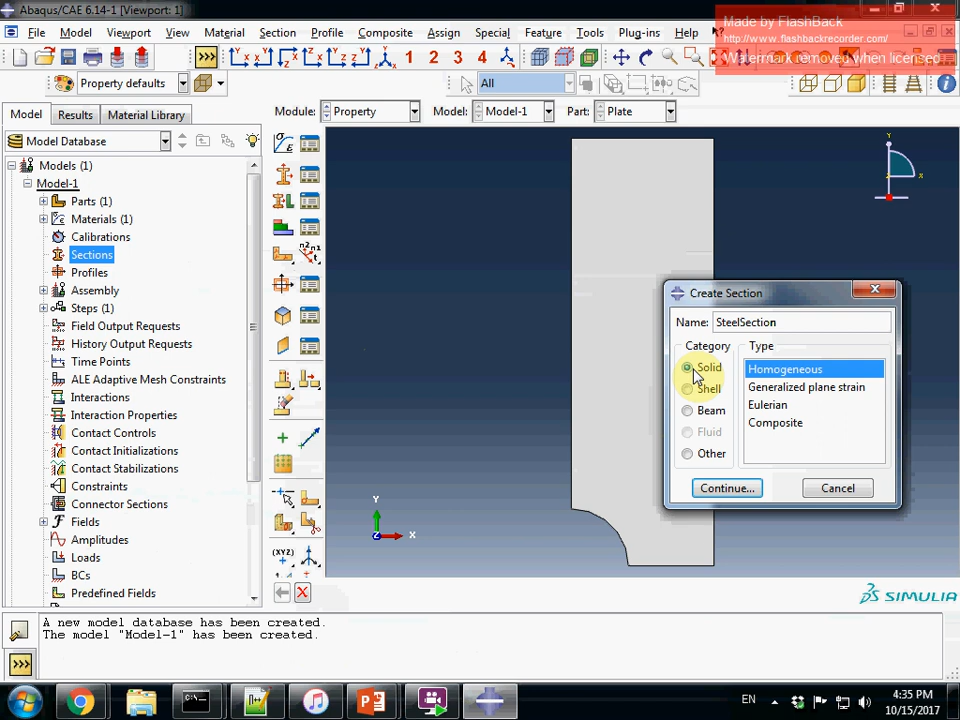 Abaqus/CAE 6.14-1 [Viewport: 1]
Made by FlashBack
http://www.flashbackrecorder.com/
Watermark removed when licensed
File Model Viewport View Material Section Profile Composite Assign Special Feature Tools Plug-ins Help
1 2 3 4
Property defaults
All
Model Results Material Library
Module: Property Model: Model-1 Part: Plate
Model Database
Models (1)
Model-1
Parts (1)
Materials (1)
Calibrations
Sections
Profiles
Assembly
Steps (1)
Field Output Requests
History Output Requests
Time Points
ALE Adaptive Mesh Constraints
Interactions
Interaction Properties
Contact Controls
Contact Initializations
Contact Stabilizations
Constraints
Connector Sections
Fields
Amplitudes
Loads
BCs
Predefined Fields
(XYZ)
Y
X
Z
Y
X
Create Section
Name: SteelSection
Category
Solid
Shell
Beam
Fluid
Other
Type
Homogeneous
Generalized plane strain
Eulerian
Composite
Continue... Cancel
SIMULIA
A new model database has been created.
The model "Model-1" has been created.
EN
4:35 PM
10/15/2017